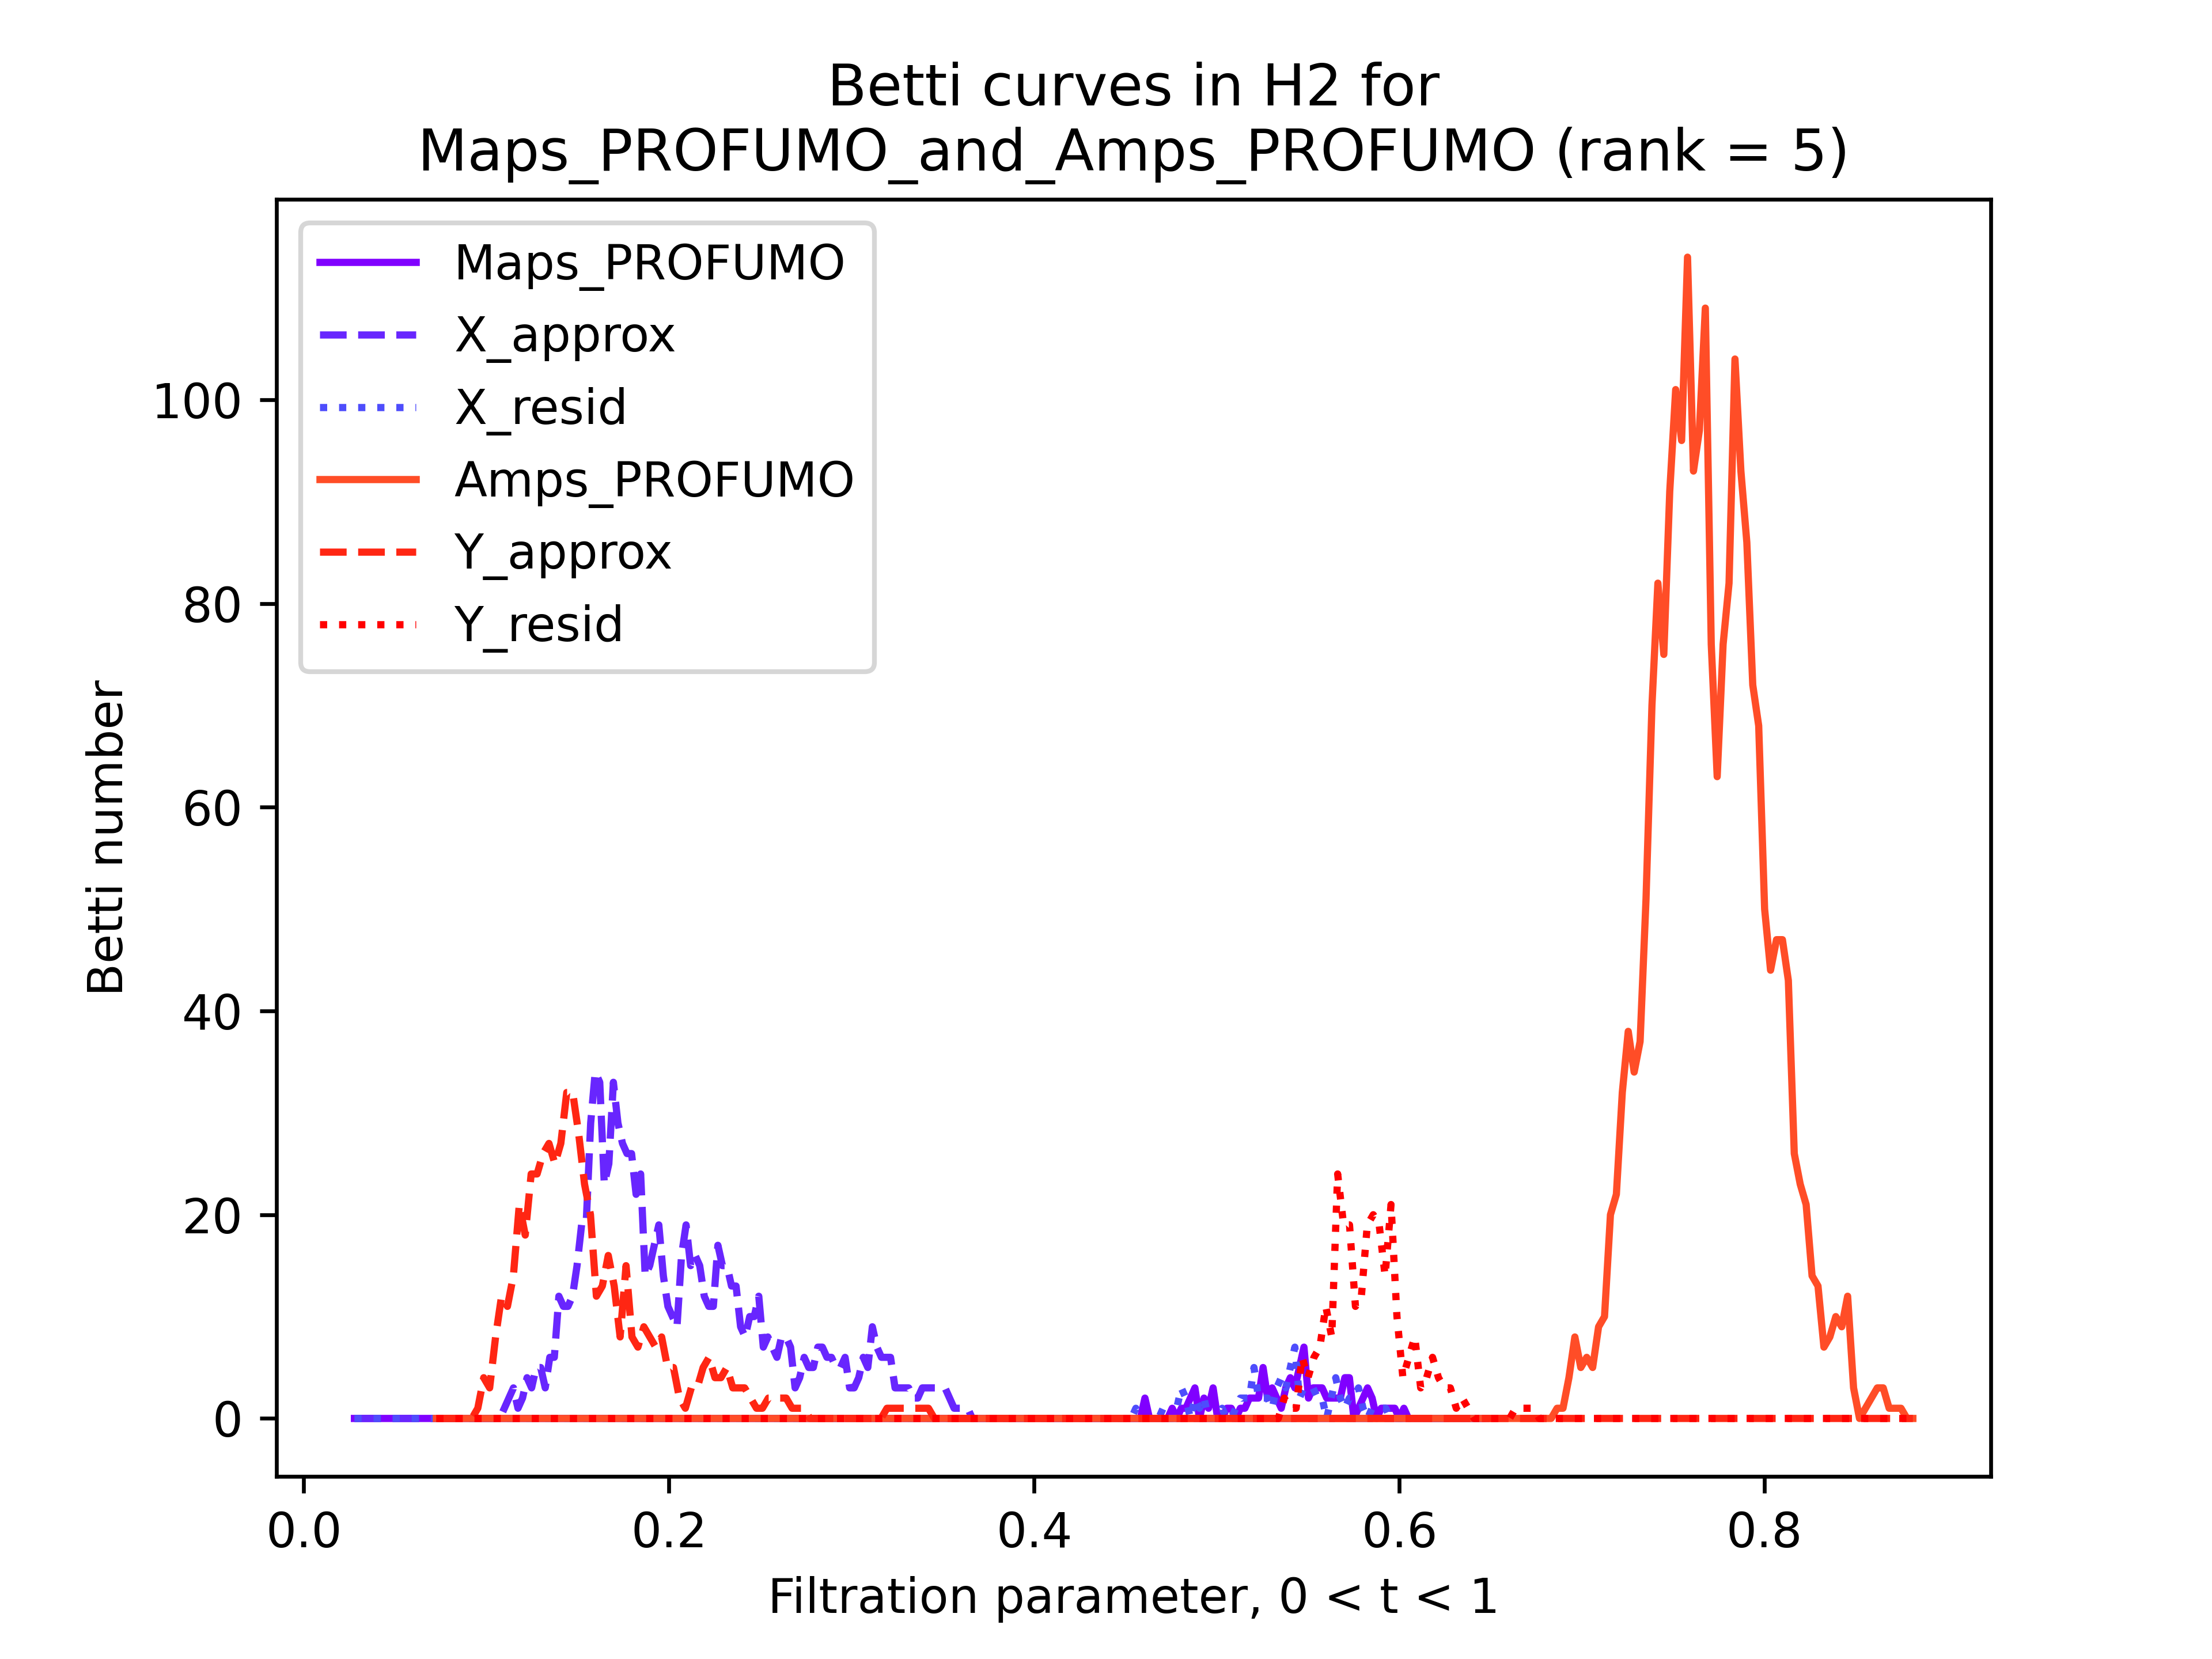 Betti curves in H2 for
Maps_PROFUMO_and_Amps_PROFUMO (rank = 5)
Maps_PROFUMO
X_approx
X_resid
Amps_PROFUMO
Y_approx
Y_resid
Betti number
100
80
60
40
20
0
0.0 0.2 0.4 0.6 0.8
Filtration parameter, 0 < t < 1